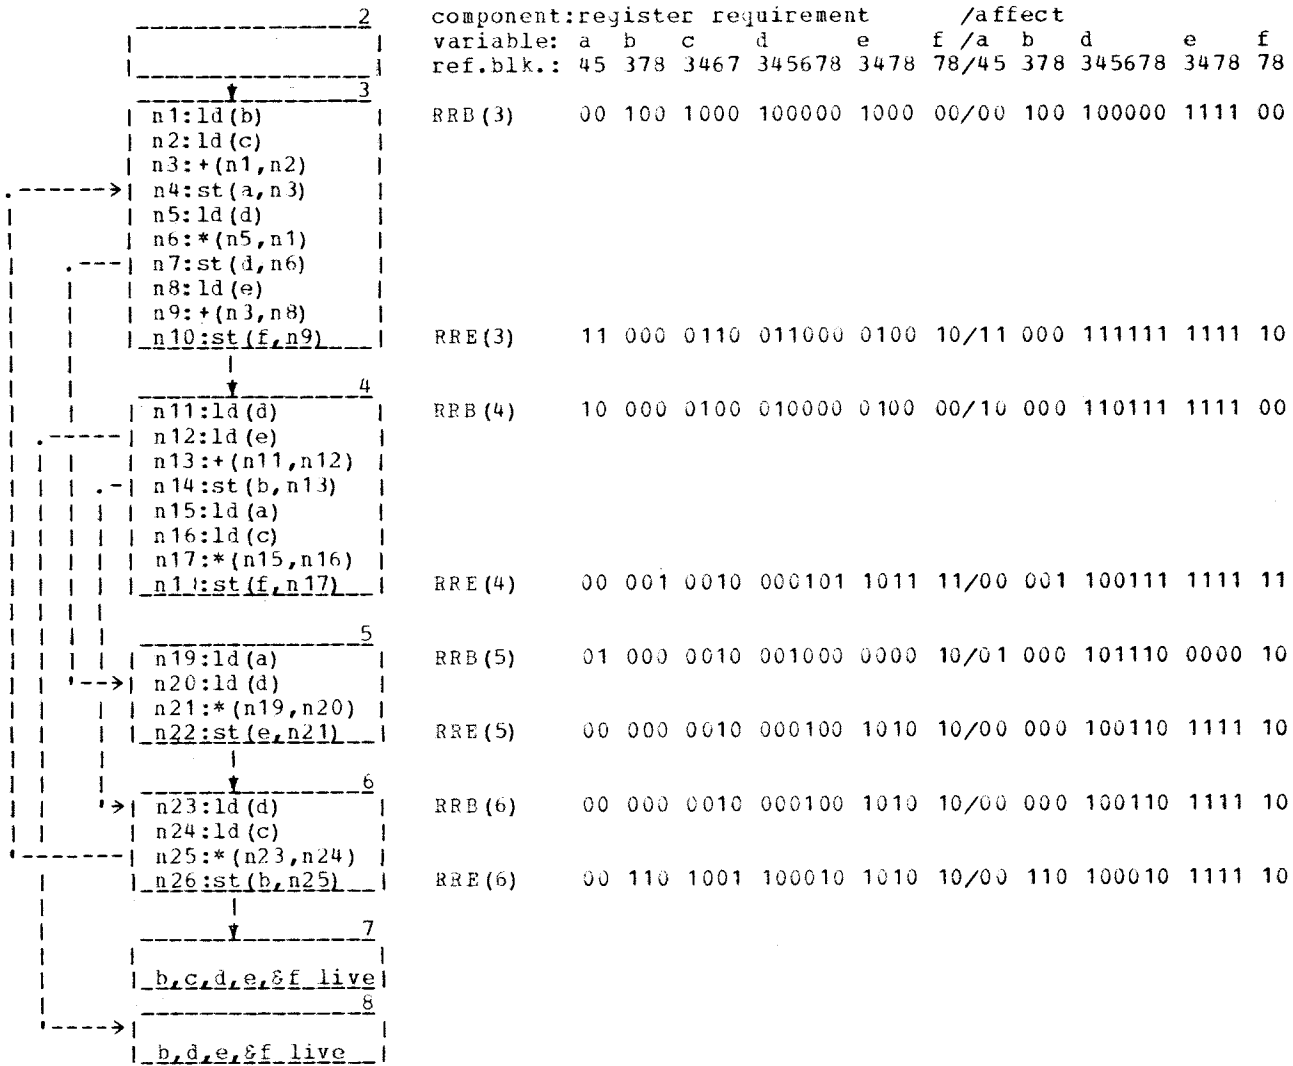 component:register requirement /affect
2
variable: a b c d e f /a b d e f
ref.blk.: 45 378 3467 345678 3478 78/45 378 345678 3478 78
3
n1:ld(b) RRB(3) 00 100 1000 100000 1000 00/00 100 100000 1111 00
n2:ld(c)
n3:+(n1,n2)
n4:st(a,n3)
n5:ld(d)
n6:*(n5,n1)
n7:st(d,n6)
n8:ld(e)
n9:+(n3,n8)
n10:st(f,n9) RRE(3) 11 000 0110 011000 0100 10/11 000 111111 1111 10
4
n11:ld(d) RRB(4) 10 000 0100 010000 0100 00/10 000 110111 1111 00
n12:ld(e)
n13:+(n11,n12)
n14:st(b,n13)
n15:ld(a)
n16:ld(c)
n17:*(n15,n16)
:st(f,n17) RRE(4) 00 001 0010 000101 1011 11/00 001 100111 1111 11
5
n19:ld(a) RRB(5) 01 000 0010 001000 0000 10/01 000 101110 0000 10
n20:ld(d)
n21:*(n19,n20)
n22:st(e,n21) RRE(5) 00 000 0010 000100 1010 10/00 000 100110 1111 10
6
n23:ld(d) RRB(6) 00 000 0010 000100 1010 10/00 000 100110 1111 10
n24:ld(c)
n25:*(n23,n24)
n26:st(b,n25) RRE(6) 00 110 1001 100010 1010 10/00 110 100010 1111 10
7
b,c,d,e,&f live
8
b,d,e,&f live